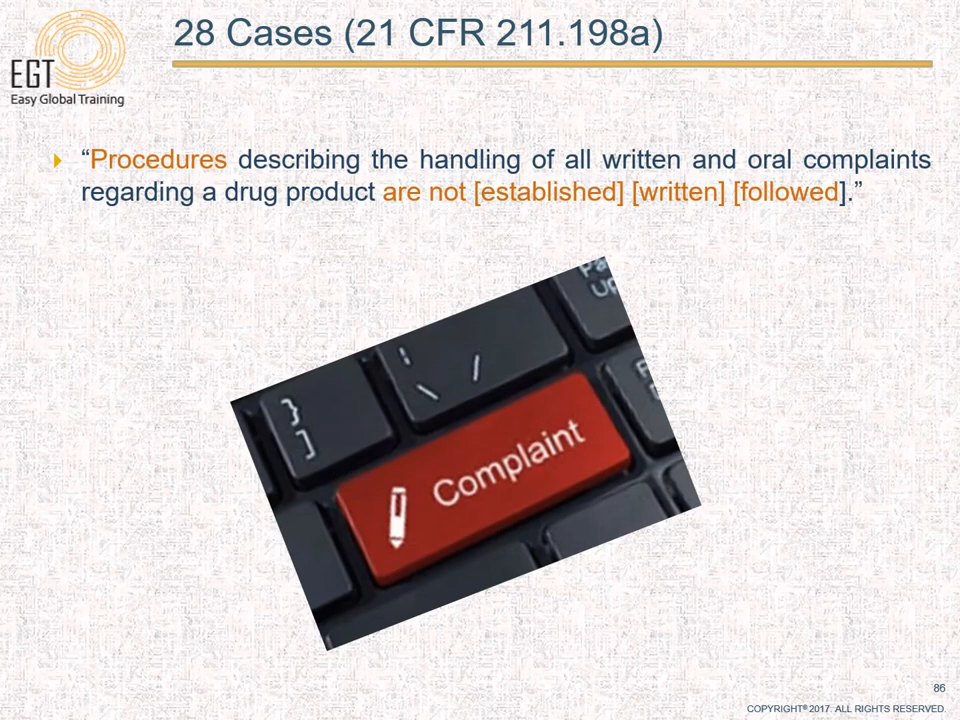 28 Cases (21 CFR 211.198a)
EGT
Easy Global Training
“Procedures describing the handling of all written and oral complaints
regarding a drug product are not [established] [written] [followed].”
}
]
|
\ /
Up
Complaint
86
COPYRIGHT® 2017. ALL RIGHTS RESERVED.